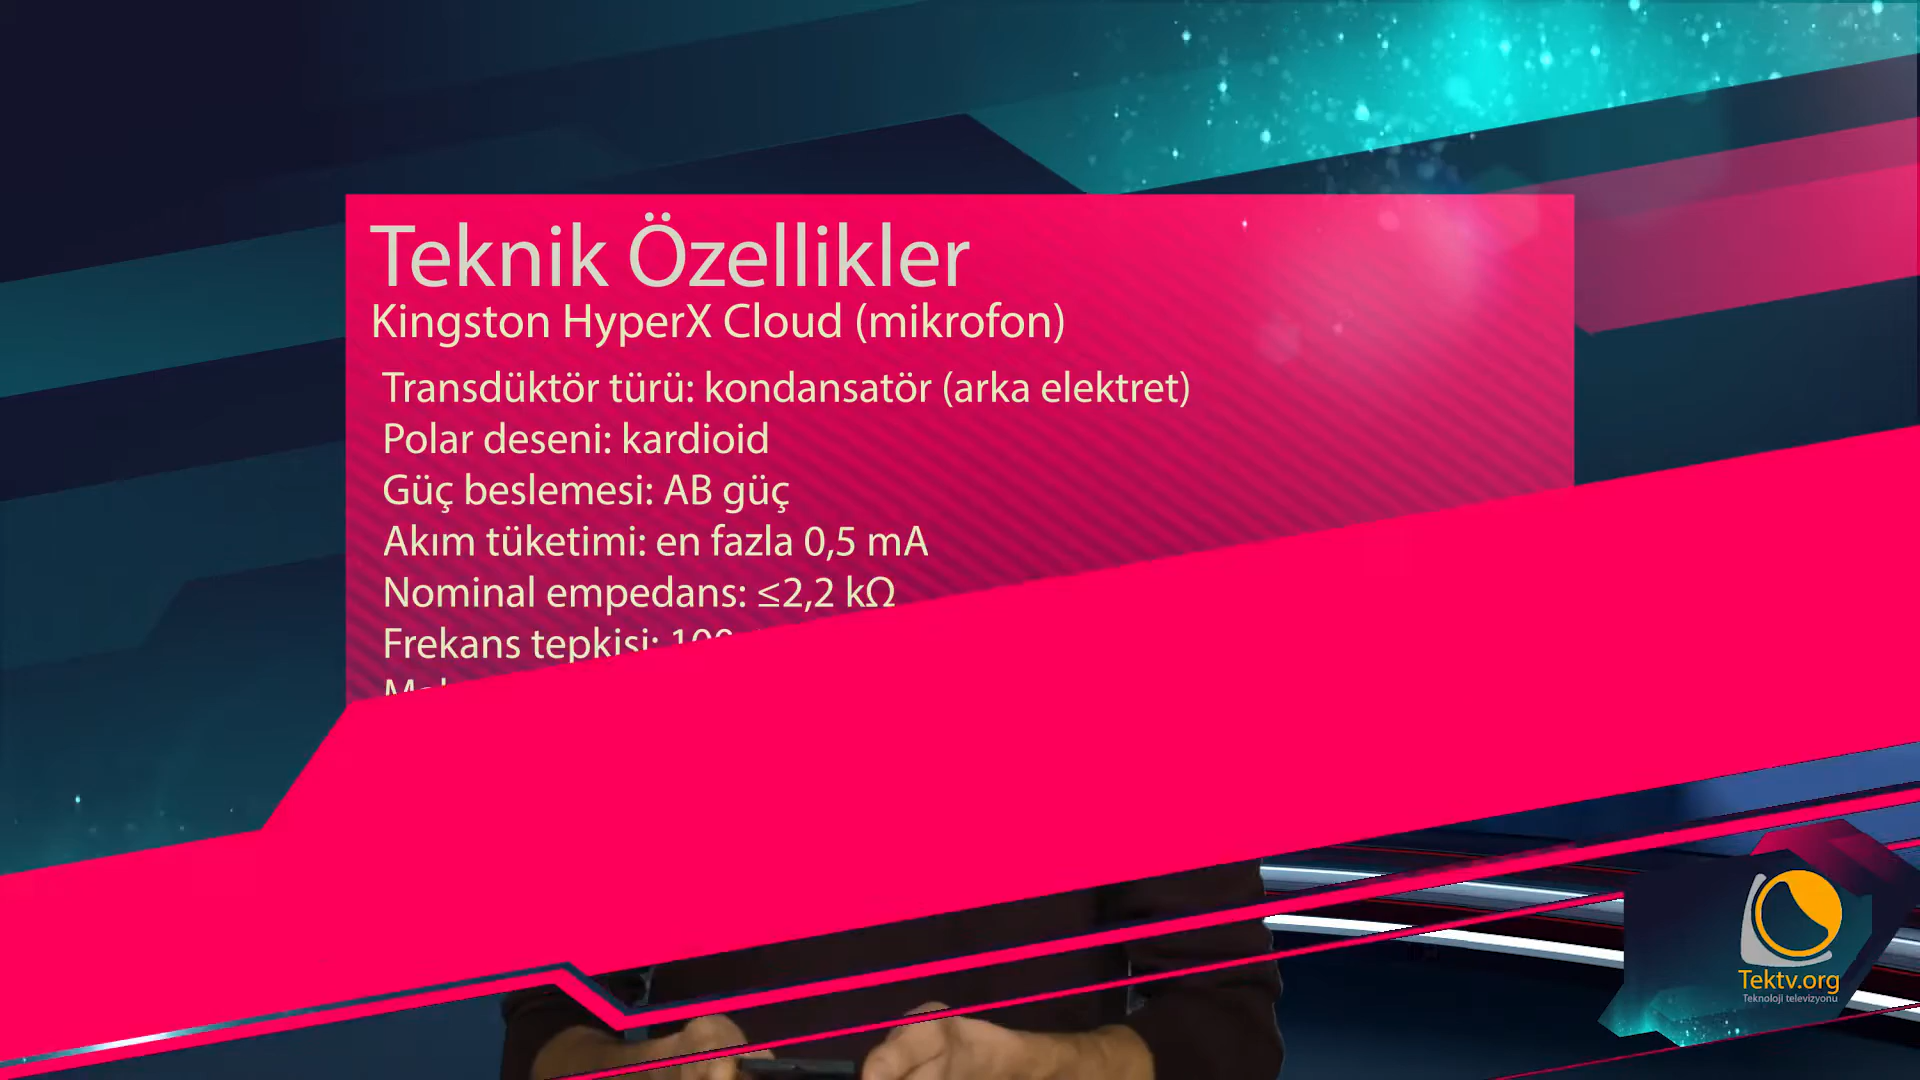 Teknik Özellikler
Kingston HyperX Cloud (mikrofon)
Transdüktör türü: kondansatör (arka elektret)
Polar deseni: kardioid
Güç beslemesi: AB güç
Akım tüketimi: en fazla 0,5 mA
Nominal empedans: ≤2,2 kΩ
Frekans tepkisi:
Tektv.org
Teknoloji televizyonu